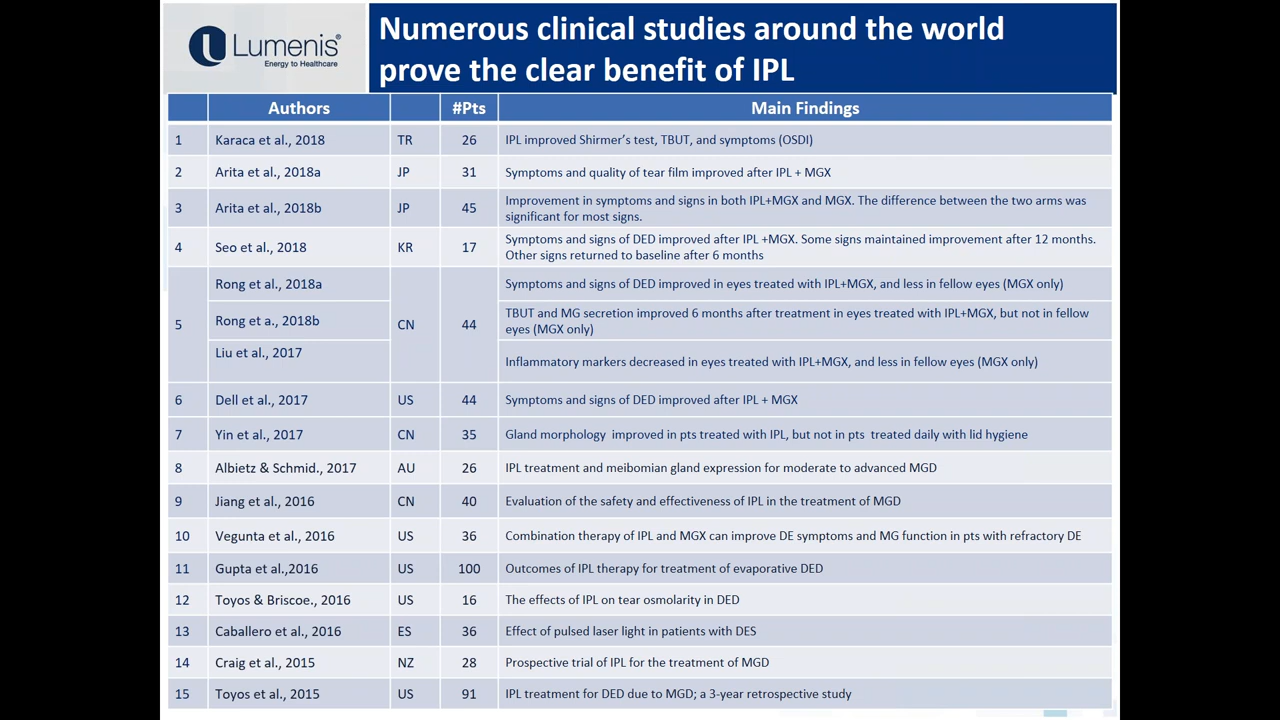 Lumenis®
Energy to Healthcare
Numerous clinical studies around the world
prove the clear benefit of IPL
Authors #Pts Main Findings
1 Karaca et al., 2018 TR 26 IPL improved Shirmer's test, TBUT, and symptoms (OSDI)
2 Arita et al., 2018a JP 31 Symptoms and quality of tear film improved after IPL + MGX
3 Arita et al., 2018b JP 45 Improvement in symptoms and signs in both IPL+MGX and MGX. The difference between the two arms was
significant for most signs.
4 Seo et al., 2018 KR 17 Symptoms and signs of DED improved after IPL +MGX. Some signs maintained improvement after 12 months.
Other signs returned to baseline after 6 months
5 Rong et al., 2018a CN 44 Symptoms and signs of DED improved in eyes treated with IPL+MGX, and less in fellow eyes (MGX only)
Rong et a., 2018b TBUT and MG secretion improved 6 months after treatment in eyes treated with IPL+MGX, but not in fellow
eyes (MGX only)
Liu et al., 2017 Inflammatory markers decreased in eyes treated with IPL+MGX, and less in fellow eyes (MGX only)
6 Dell et al., 2017 US 44 Symptoms and signs of DED improved after IPL + MGX
7 Yin et al., 2017 CN 35 Gland morphology improved in pts treated with IPL, but not in pts treated daily with lid hygiene
8 Albietz & Schmid., 2017 AU 26 IPL treatment and meibomian gland expression for moderate to advanced MGD
9 Jiang et al., 2016 CN 40 Evaluation of the safety and effectiveness of IPL in the treatment of MGD
10 Vegunta et al., 2016 US 36 Combination therapy of IPL and MGX can improve DE symptoms and MG function in pts with refractory DE
11 Gupta et al.,2016 US 100 Outcomes of IPL therapy for treatment of evaporative DED
12 Toyos & Briscoe., 2016 US 16 The effects of IPL on tear osmolarity in DED
13 Caballero et al., 2016 ES 36 Effect of pulsed laser light in patients with DES
14 Craig et al., 2015 NZ 28 Prospective trial of IPL for the treatment of MGD
15 Toyos et al., 2015 US 91 IPL treatment for DED due to MGD; a 3-year retrospective study